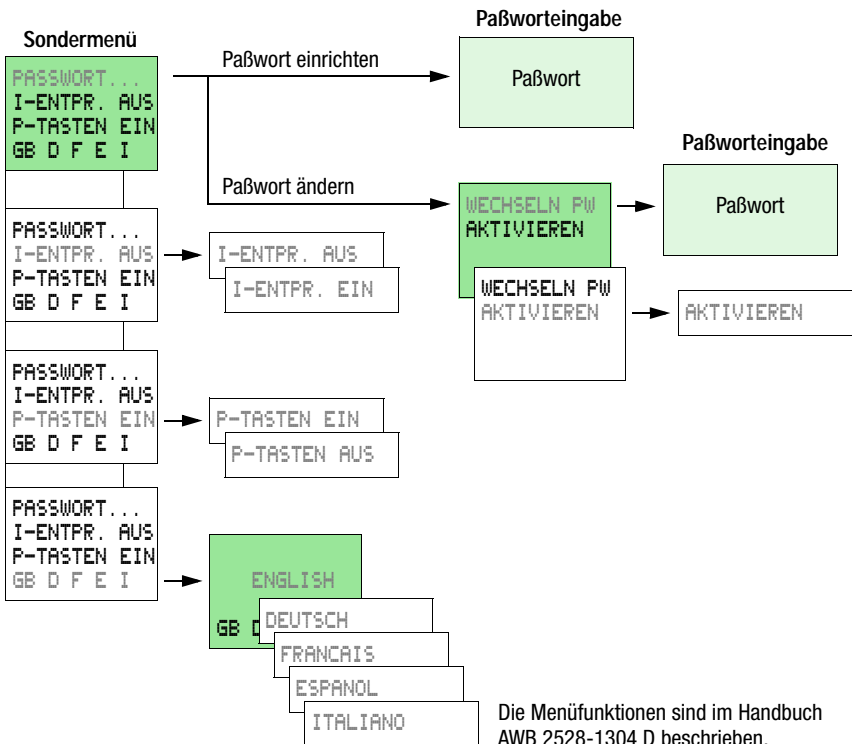 Sondermenü
PASSWORT...
I-ENTPR. AUS
P-TASTEN EIN
GB D F E I
Paßwort einrichten
Paßworteingabe
Paßwort
Paßwort ändern
WECHSELN PW
AKTIVIEREN
Paßworteingabe
Paßwort
WECHSELN PW
AKTIVIEREN
AKTIVIEREN
PASSWORT...
I-ENTPR. AUS
P-TASTEN EIN
GB D F E I
I-ENTPR. AUS
I-ENTPR. EIN
PASSWORT...
I-ENTPR. AUS
P-TASTEN EIN
GB D F E I
P-TASTEN EIN
P-TASTEN AUS
PASSWORT...
I-ENTPR. AUS
P-TASTEN EIN
GB D F E I
ENGLISH
GB D
DEUTSCH
FRANCAIS
ESPANOL
ITALIANO
Die Menüfunktionen sind im Handbuch
AWB 2528-1304 D beschrieben.